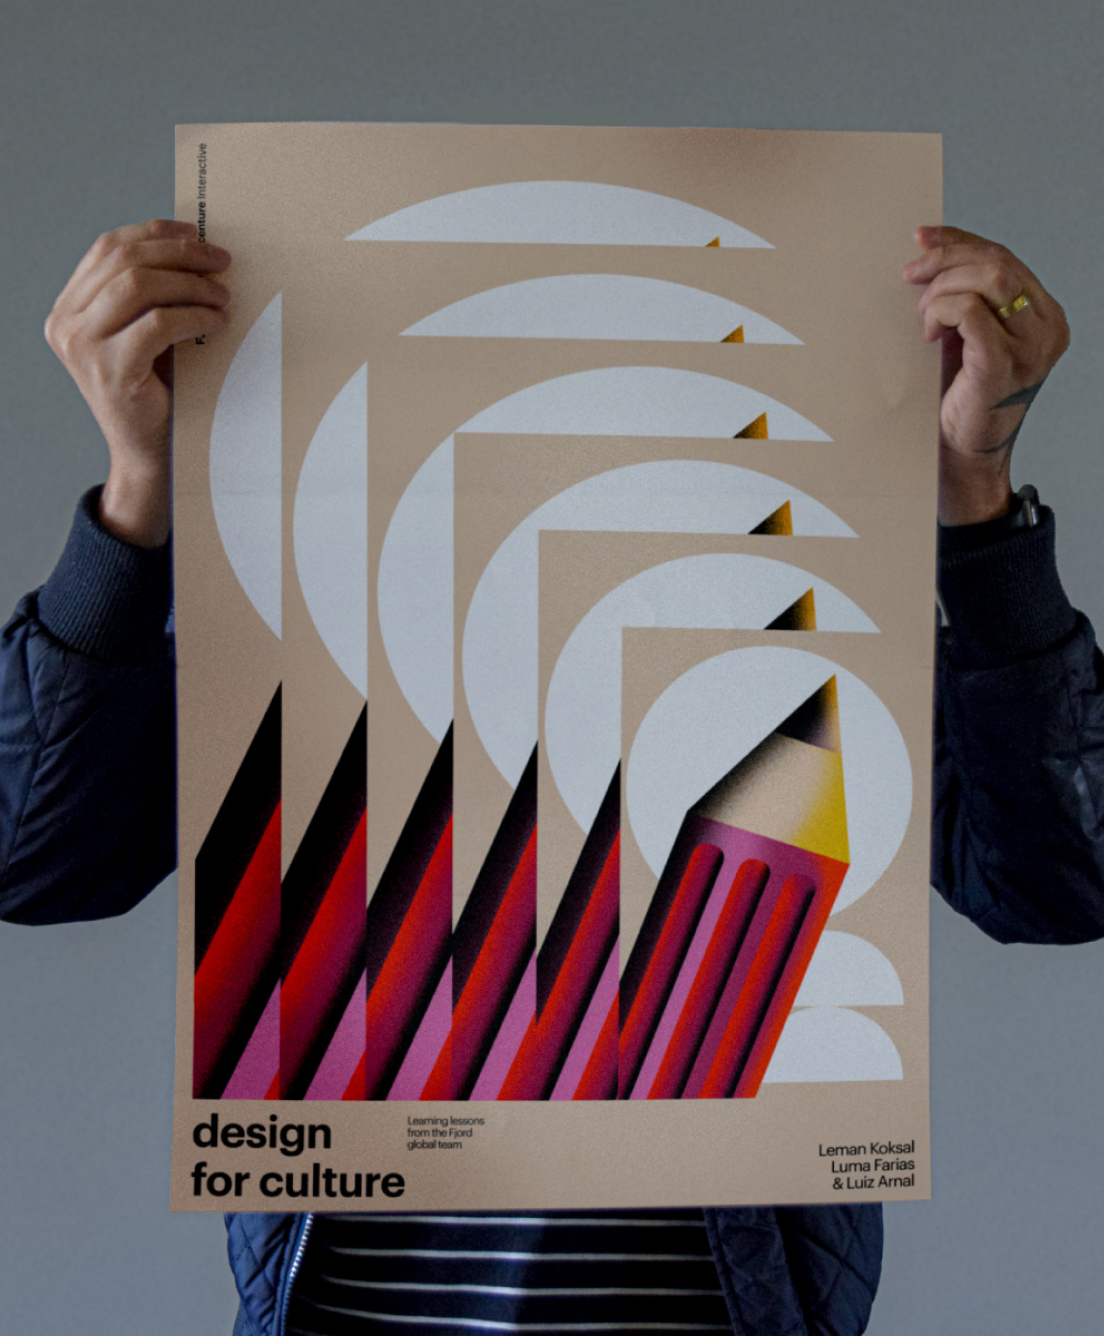 centure interactive
design
for culture
Learning lessons
from the Fjord
global team
Leman Koksal
Luma Farias
& Luiz Arnal